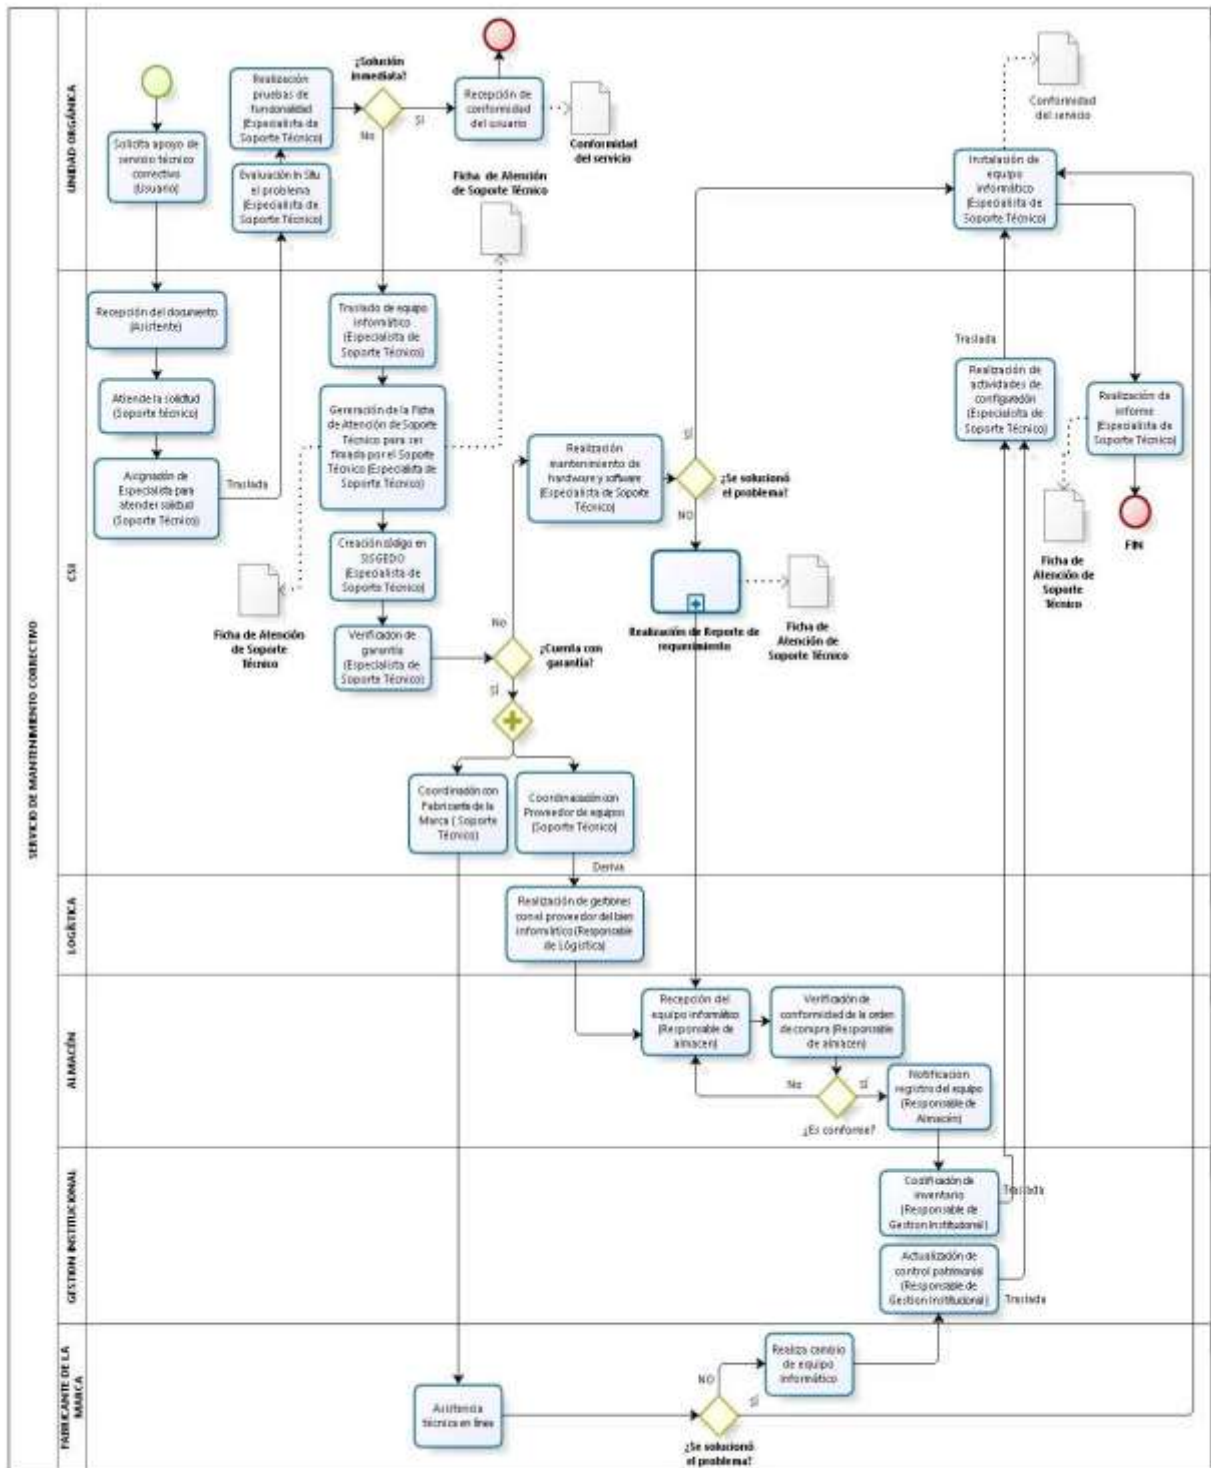 SERVICIO DE MANTENIMIENTO CORRECTIVO
UNIDAD ORGÁNICA
Solicita apoyo de
servicio técnico
correctivo
(Usuario)
Realización
pruebas de
funcionalidad
(Especialista de
Soporte Técnico)
Evaluación In Situ
el problema
(Especialista de
Soporte Técnico)
¿Solución
inmediata?
Sí
No
Recepción de
conformidad
del usuario
Conformidad
del servicio
Ficha de Atención
de Soporte Técnico
Conformidad
del servicio
Instalación de
equipo
informático
(Especialista de
Soporte Técnico)
CSI
Recepción del documento
(Asistente)
Atiende la solicitud
(Soporte técnico)
Asignación de
Especialista para
atender solicitud
(Soporte Técnico)
Traslada
Traslado de equipo
informático
(Especialista de
Soporte Técnico)
Generación de la Ficha
de Atención de Soporte
Técnico para ser
firmado por el Soporte
Técnico (Especialista de
Soporte Técnico)
Creación código en
SISGEDO
(Especialista de
Soporte Técnico)
Verificación de
garantía
(Especialista de
Soporte Técnico)
Ficha de Atención
de Soporte
Técnico
No
¿Cuenta con
garantía?
SÍ
Realización
mantenimiento de
hardware y software
(Especialista de Soporte
Técnico)
SÍ
¿Se solucionó
el problema?
NO
Realización de Reporte de
requerimiento
Ficha de
Atención de
Soporte Técnico
Traslada
Realización de
actividades de
configuración
(Especialista de
Soporte Técnico)
Realización de
informe
(Especialista de
Soporte Técnico)
Ficha de
Atención de
Soporte
Técnico
FIN
Coordinación con
Fabricante de la
Marca ( Soporte
Técnico)
Coordinacación con
Proveedor de equipos
(Soporte Técnico)
Deriva
LOGÍSTICA
Realización de gestiones
con el proveedor del bien
informático (Responsable
de Lógistica)
ALMACÉN
Recepción del
equipo informático
(Responsable de
almacen)
Verificación de
conformidad de la orden
de compra (Responsable
de almacen)
No
SÍ
¿Es conforme?
Notificacion
registro del equipo
(Responsable de
Almacén)
GESTION INSTITUCIONAL
Codificación de
inventario
(Responsable de
Gestion Institucional)
Traslada
Actualización de
control patrimonial
(Responsable de
Gestion Institucional)
Traslada
FABRICANTE DE LA
MARCA
Asistencia
técnica en línea
NO
SÍ
¿Se solucionó
el problema?
Realiza cambio
de equipo
informático